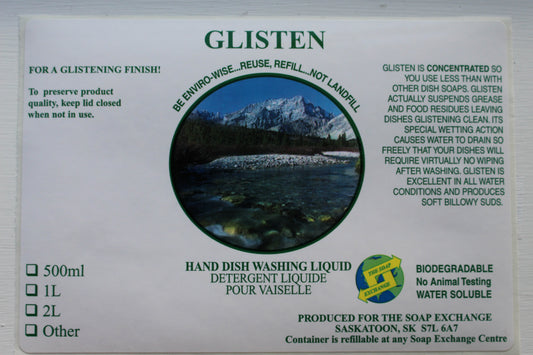 GLISTEN
FOR A GLISTENING FINISH!
To preserve product
quality, keep lid closed
when not in use.
BE ENVIRO-WISE...REUSE, REFILL...NOT LANDFILL
GLISTEN IS CONCENTRATED SO
YOU USE LESS THAN WITH
OTHER DISH SOAPS. GLISTEN
ACTUALLY SUSPENDS GREASE
AND FOOD RESIDUES LEAVING
DISHES GLISTENING CLEAN. ITS
SPECIAL WETTING ACTION
CAUSES WATER TO DRAIN SO
FREELY THAT YOUR DISHES WILL
REQUIRE VIRTUALLY NO WIPING
AFTER WASHING. GLISTEN IS
EXCELLENT IN ALL WATER
CONDITIONS AND PRODUCES
SOFT BILLOWY SUDS.
500ml
1L
2L
Other
HAND DISH WASHING LIQUID
DETERGENT LIQUIDE
POUR VAISELLE
THE SOAP
EXCHANGE
BIODEGRADABLE
No Animal Testing
WATER SOLUBLE
PRODUCED FOR THE SOAP EXCHANGE
SASKATOON, SK S7L 6A7
Container is refillable at any Soap Exchange Centre